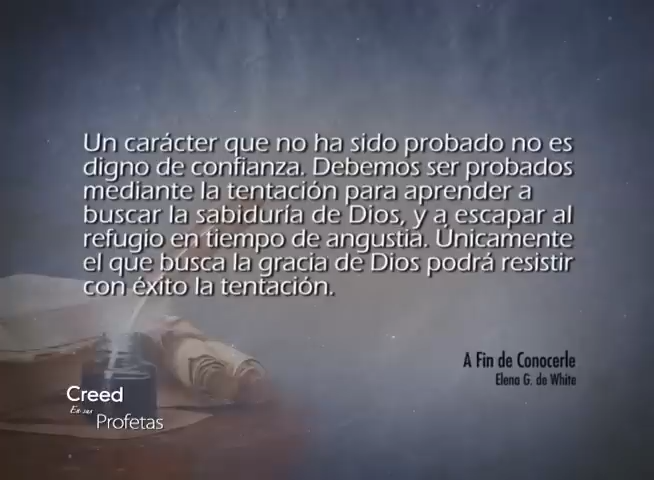 Un carácter que no ha sido probado no es
digno de confianza. Debemos ser probados
mediante la tentación para aprender a
buscar la sabiduría de Dios, y a escapar al
refugio en tiempo de angustia. Únicamente
el que busca la gracia de Dios podrá resistir
con éxito la tentación.
A Fin de Conocerle
Elena G. de White
Creed
En sus
Profetas